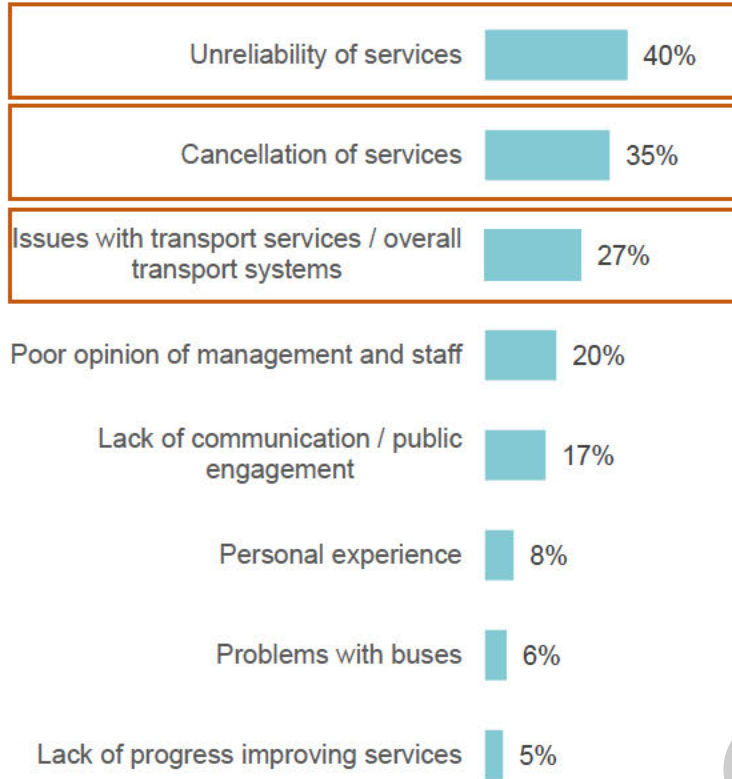 Unreliability of services 40%
Cancellation of services 35%
Issues with transport services / overall
transport systems 27%
Poor opinion of management and staff 20%
Lack of communication / public
engagement 17%
Personal experience 8%
Problems with buses 6%
Lack of progress improving services 5%